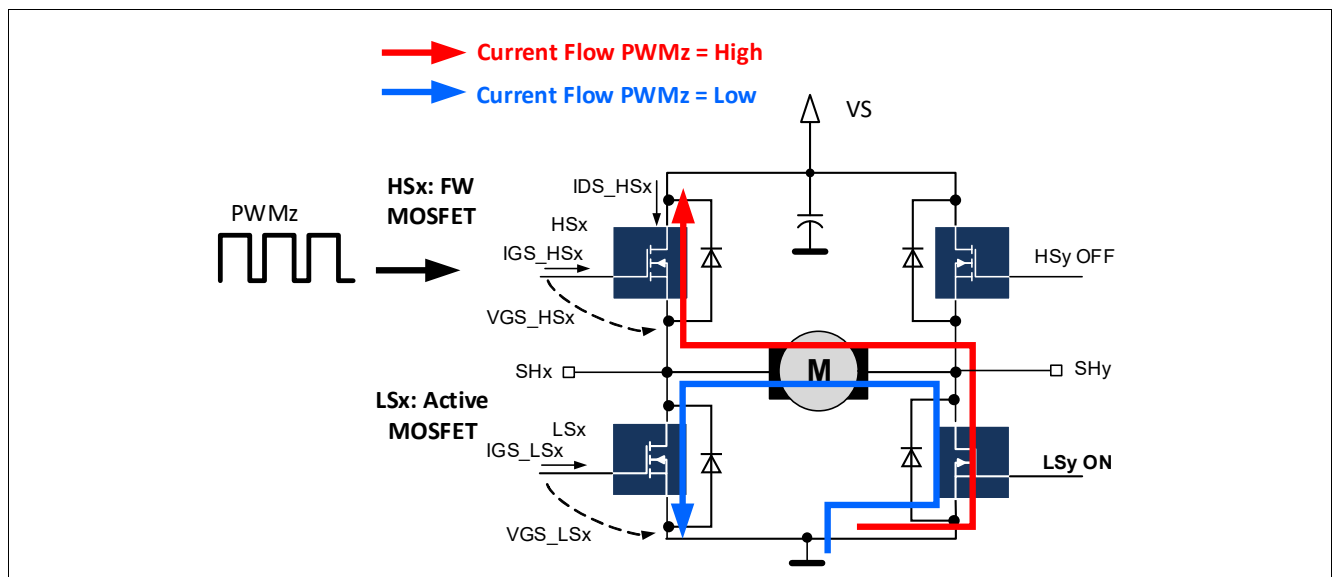 Current Flow PWMz = High
Current Flow PWMz = Low
VS
HSx: FW
MOSFET
IDS_HSx
PWMz
HSx
IGS_HSx
HSy OFF
VGS_HSx
M
SHx
SHy
LSx: Active
MOSFET
LSx
IGS_LSx
LSy ON
VGS_LSx